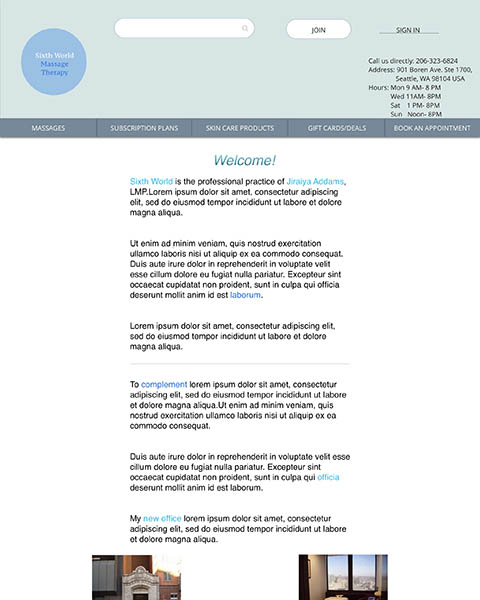 Sixth World
Massage
Therapy
JOIN
SIGN IN
Call us directly: 206-323-6824
Address: 901 Boren Ave. Ste 1700,
Seattle, WA 98104 USA
Hours: Mon 9 AM- 8 PM
Wed 11AM- 8PM
Sat 1 PM- 8PM
Sun Noon- 8PM
MASSAGES
SUBSCRIPTION PLANS
SKIN CARE PRODUCTS
GIFT CARDS/DEALS
BOOK AN APPOINTMENT
Welcome!
Sixth World is the professional practice of Jiraiya Addams,
LMP.Lorem ipsum dolor sit amet, consectetur adipiscing
elit, sed do eiusmod tempor incididunt ut labore et dolore
magna aliqua.
Ut enim ad minim veniam, quis nostrud exercitation
ullamco laboris nisi ut aliquip ex ea commodo consequat.
Duis aute irure dolor in reprehenderit in voluptate velit
esse cillum dolore eu fugiat nulla pariatur. Excepteur sint
occaecat cupidatat non proident, sunt in culpa qui officia
deserunt mollit anim id est laborum.
Lorem ipsum dolor sit amet, consectetur adipiscing elit,
sed do eiusmod tempor incididunt ut labore et dolore
magna aliqua.
To complement lorem ipsum dolor sit amet, consectetur
adipiscing elit, sed do eiusmod tempor incididunt ut labore
et dolore magna aliqua.Ut enim ad minim veniam, quis
nostrud exercitation ullamco laboris nisi ut aliquip ex ea
commodo consequat.
Duis aute irure dolor in reprehenderit in voluptate velit esse
cillum dolore eu fugiat nulla pariatur. Excepteur sint
occaecat cupidatat non proident, sunt in culpa qui officia
deserunt mollit anim id est laborum.
My new office lorem ipsum dolor sit amet, consectetur
adipiscing elit, sed do eiusmod tempor incididunt ut labore
et dolore magna aliqua.